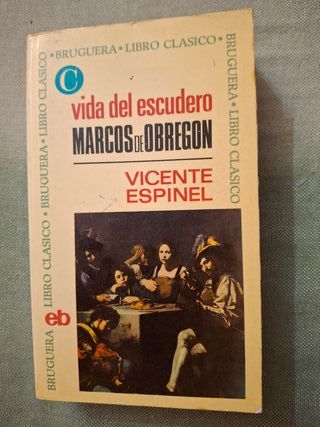 • BRUGUERA • LIBRO CLASICO •
BRUGUERA • LIBRO CLASICO •
BRUGUERA • LIBRO CLASICO • BRUGUERA • LIBRO CLASICO
C
vida del escudero
MARCOS DE OBREGON
VICENTE
ESPINEL
eb